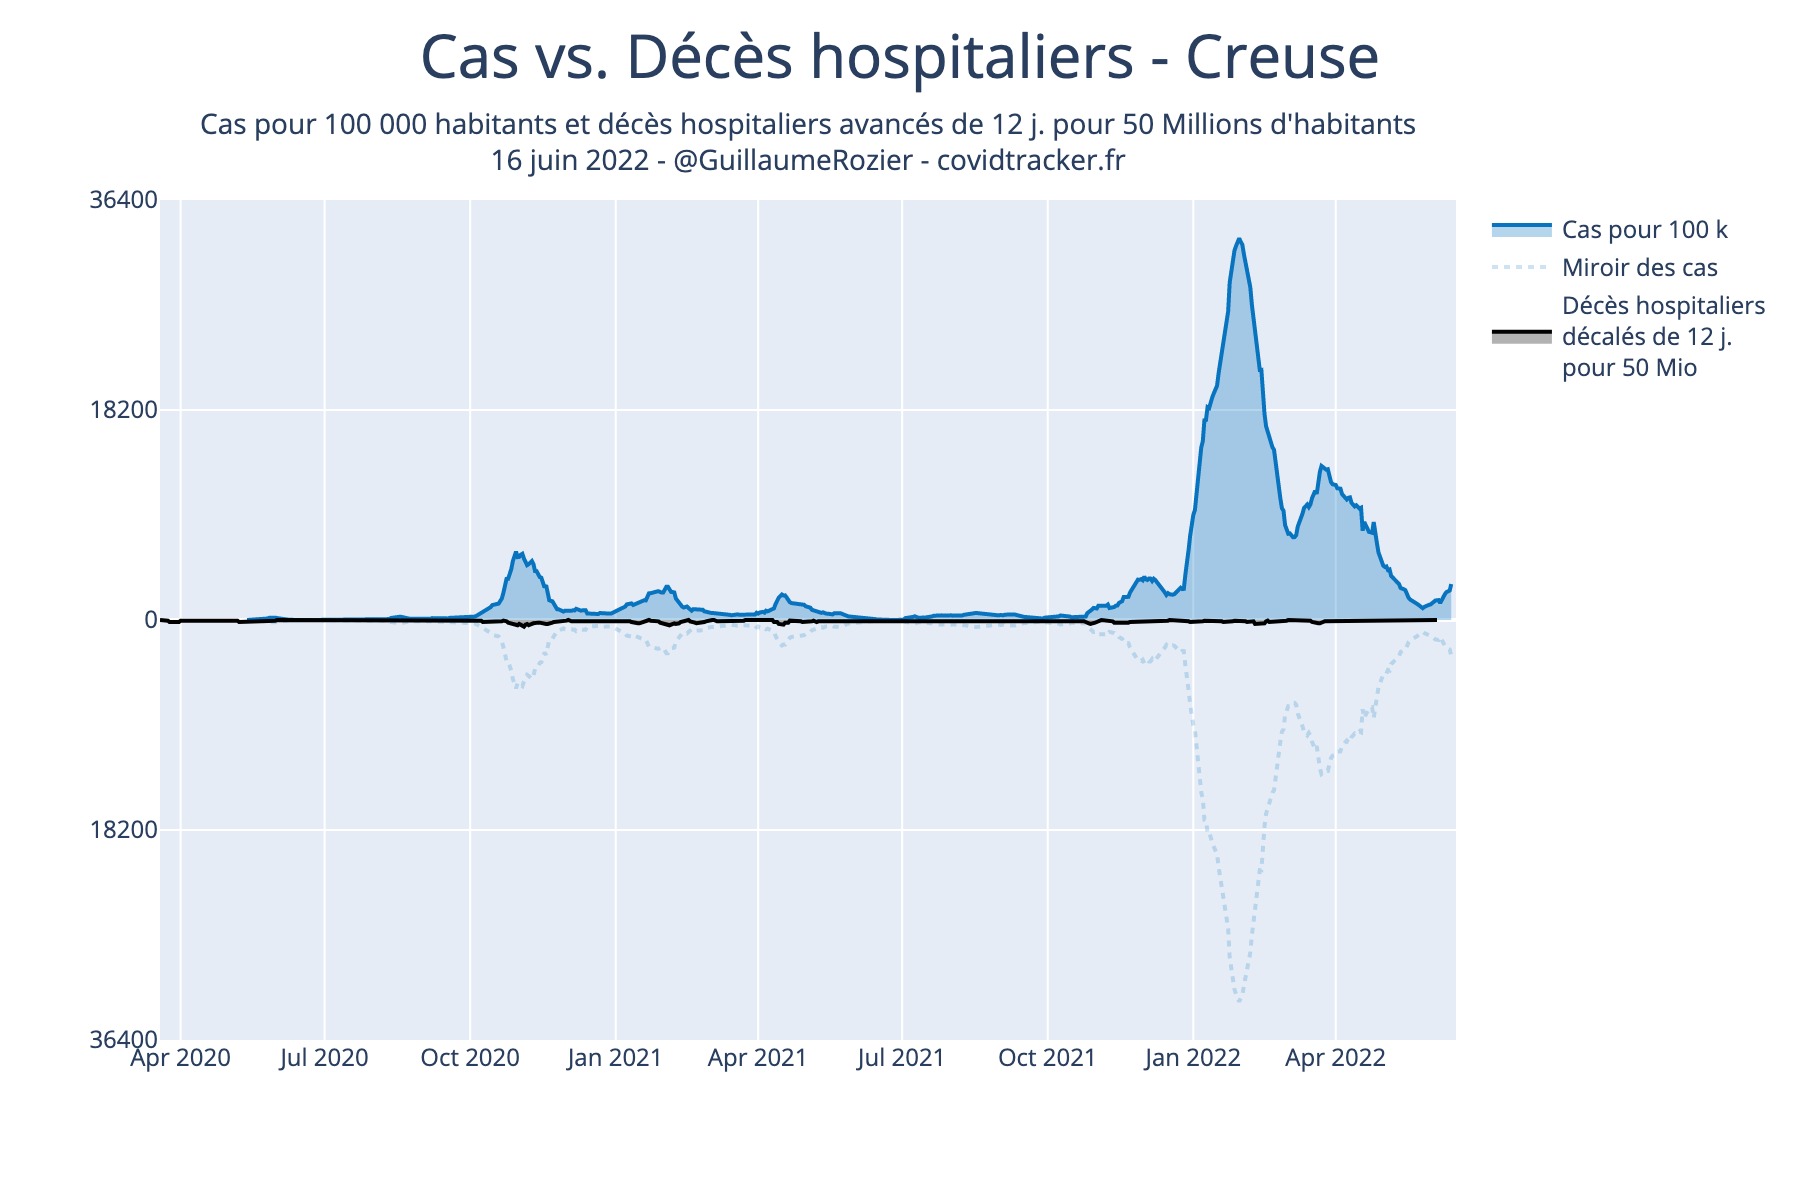 Cas vs. Décès hospitaliers - Creuse
Cas pour 100 000 habitants et décès hospitaliers avancés de 12 j. pour 50 Millions d'habitants
16 juin 2022 - @GuillaumeRozier - covidtracker.fr
36400
18200
0
18200
36400
Apr 2020 Jul 2020 Oct 2020 Jan 2021 Apr 2021 Jul 2021 Oct 2021 Jan 2022 Apr 2022
Cas pour 100 k
Miroir des cas
Décès hospitaliers
décalés de 12 j.
pour 50 Mio